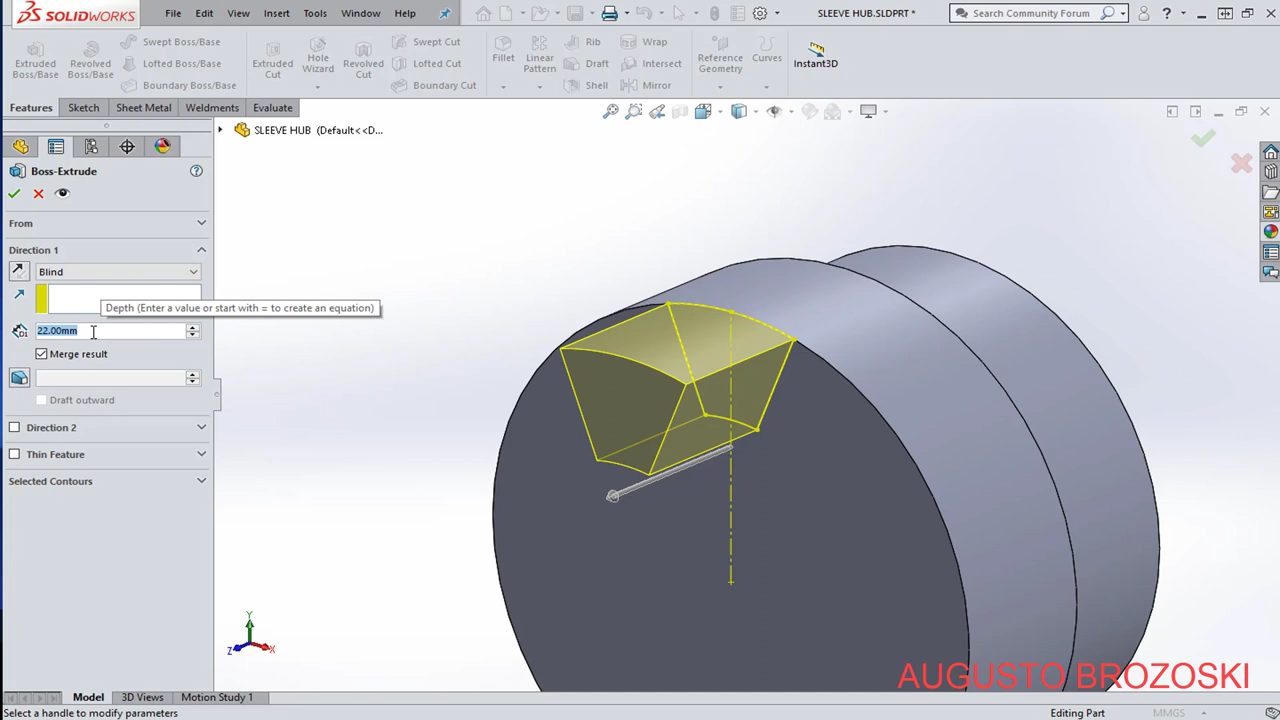 SOLIDWORKS File Edit View Insert Tools Window Help SLEEVE HUB.SLDPRT * Search Community Forum
Extruded Boss/Base
Revolved Boss/Base
Swept Boss/Base
Lofted Boss/Base
Boundary Boss/Base
Extruded Cut
Hole Wizard
Revolved Cut
Swept Cut
Lofted Cut
Boundary Cut
Fillet
Linear Pattern
Rib
Draft
Shell
Wrap
Intersect
Mirror
Reference Geometry
Curves
Instant3D
Features Sketch Sheet Metal Weldments Evaluate
SLEEVE HUB (Default<<D...
Boss-Extrude
From
Direction 1
Blind
Depth (Enter a value or start with = to create an equation)
22.00mm
Merge result
Draft outward
Direction 2
Thin Feature
Selected Contours
Y
Z
X
AUGUSTO BROZOSKI
Model 3D Views Motion Study 1
Select a handle to modify parameters Editing Part MMGS